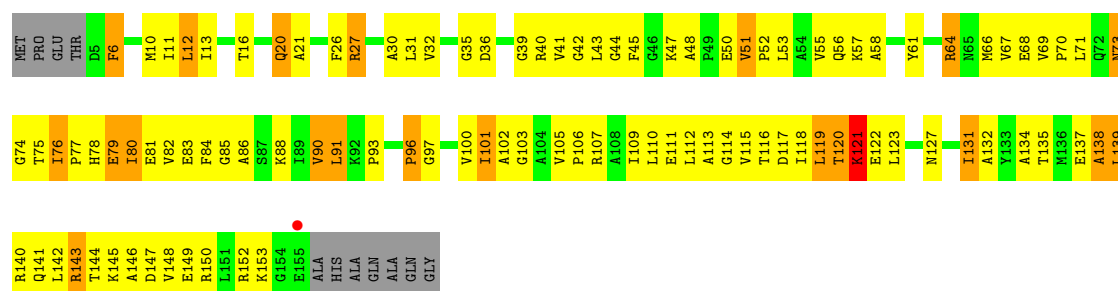 MET PRO GLU THR D5 F6 M10 I11 L12 I13 T16 Q20 A21 F26 R27 A30 L31 V32 G35 D36 G39 R40 V41 G42 L43 G44 F45 G46 K47 A48 P49 E50 V51 P52 L53 A54 V55 Q56 K57 A58 Y61 R64 N65 M66 V67 E68 V69 P70 L71 Q72 N73
G74 T75 I76 P77 H78 E79 I80 E81 V82 E83 F84 G85 A86 S87 K88 I89 V90 L91 K92 P93 P96 G97 V100 I101 A102 G103 A104 V105 P106 R107 A108 I109 L110 E111 L112 A113 G114 V115 T116 D117 I118 L119 T120 K121 E122 L123 N127 I131 A132 Y133 A134 T135 M136 E137 A138 L139
R140 Q141 L142 R143 T144 K145 A146 D147 V148 E149 R150 L151 R152 K153 G154 E155 ALA HIS ALA GLN ALA GLN GLY